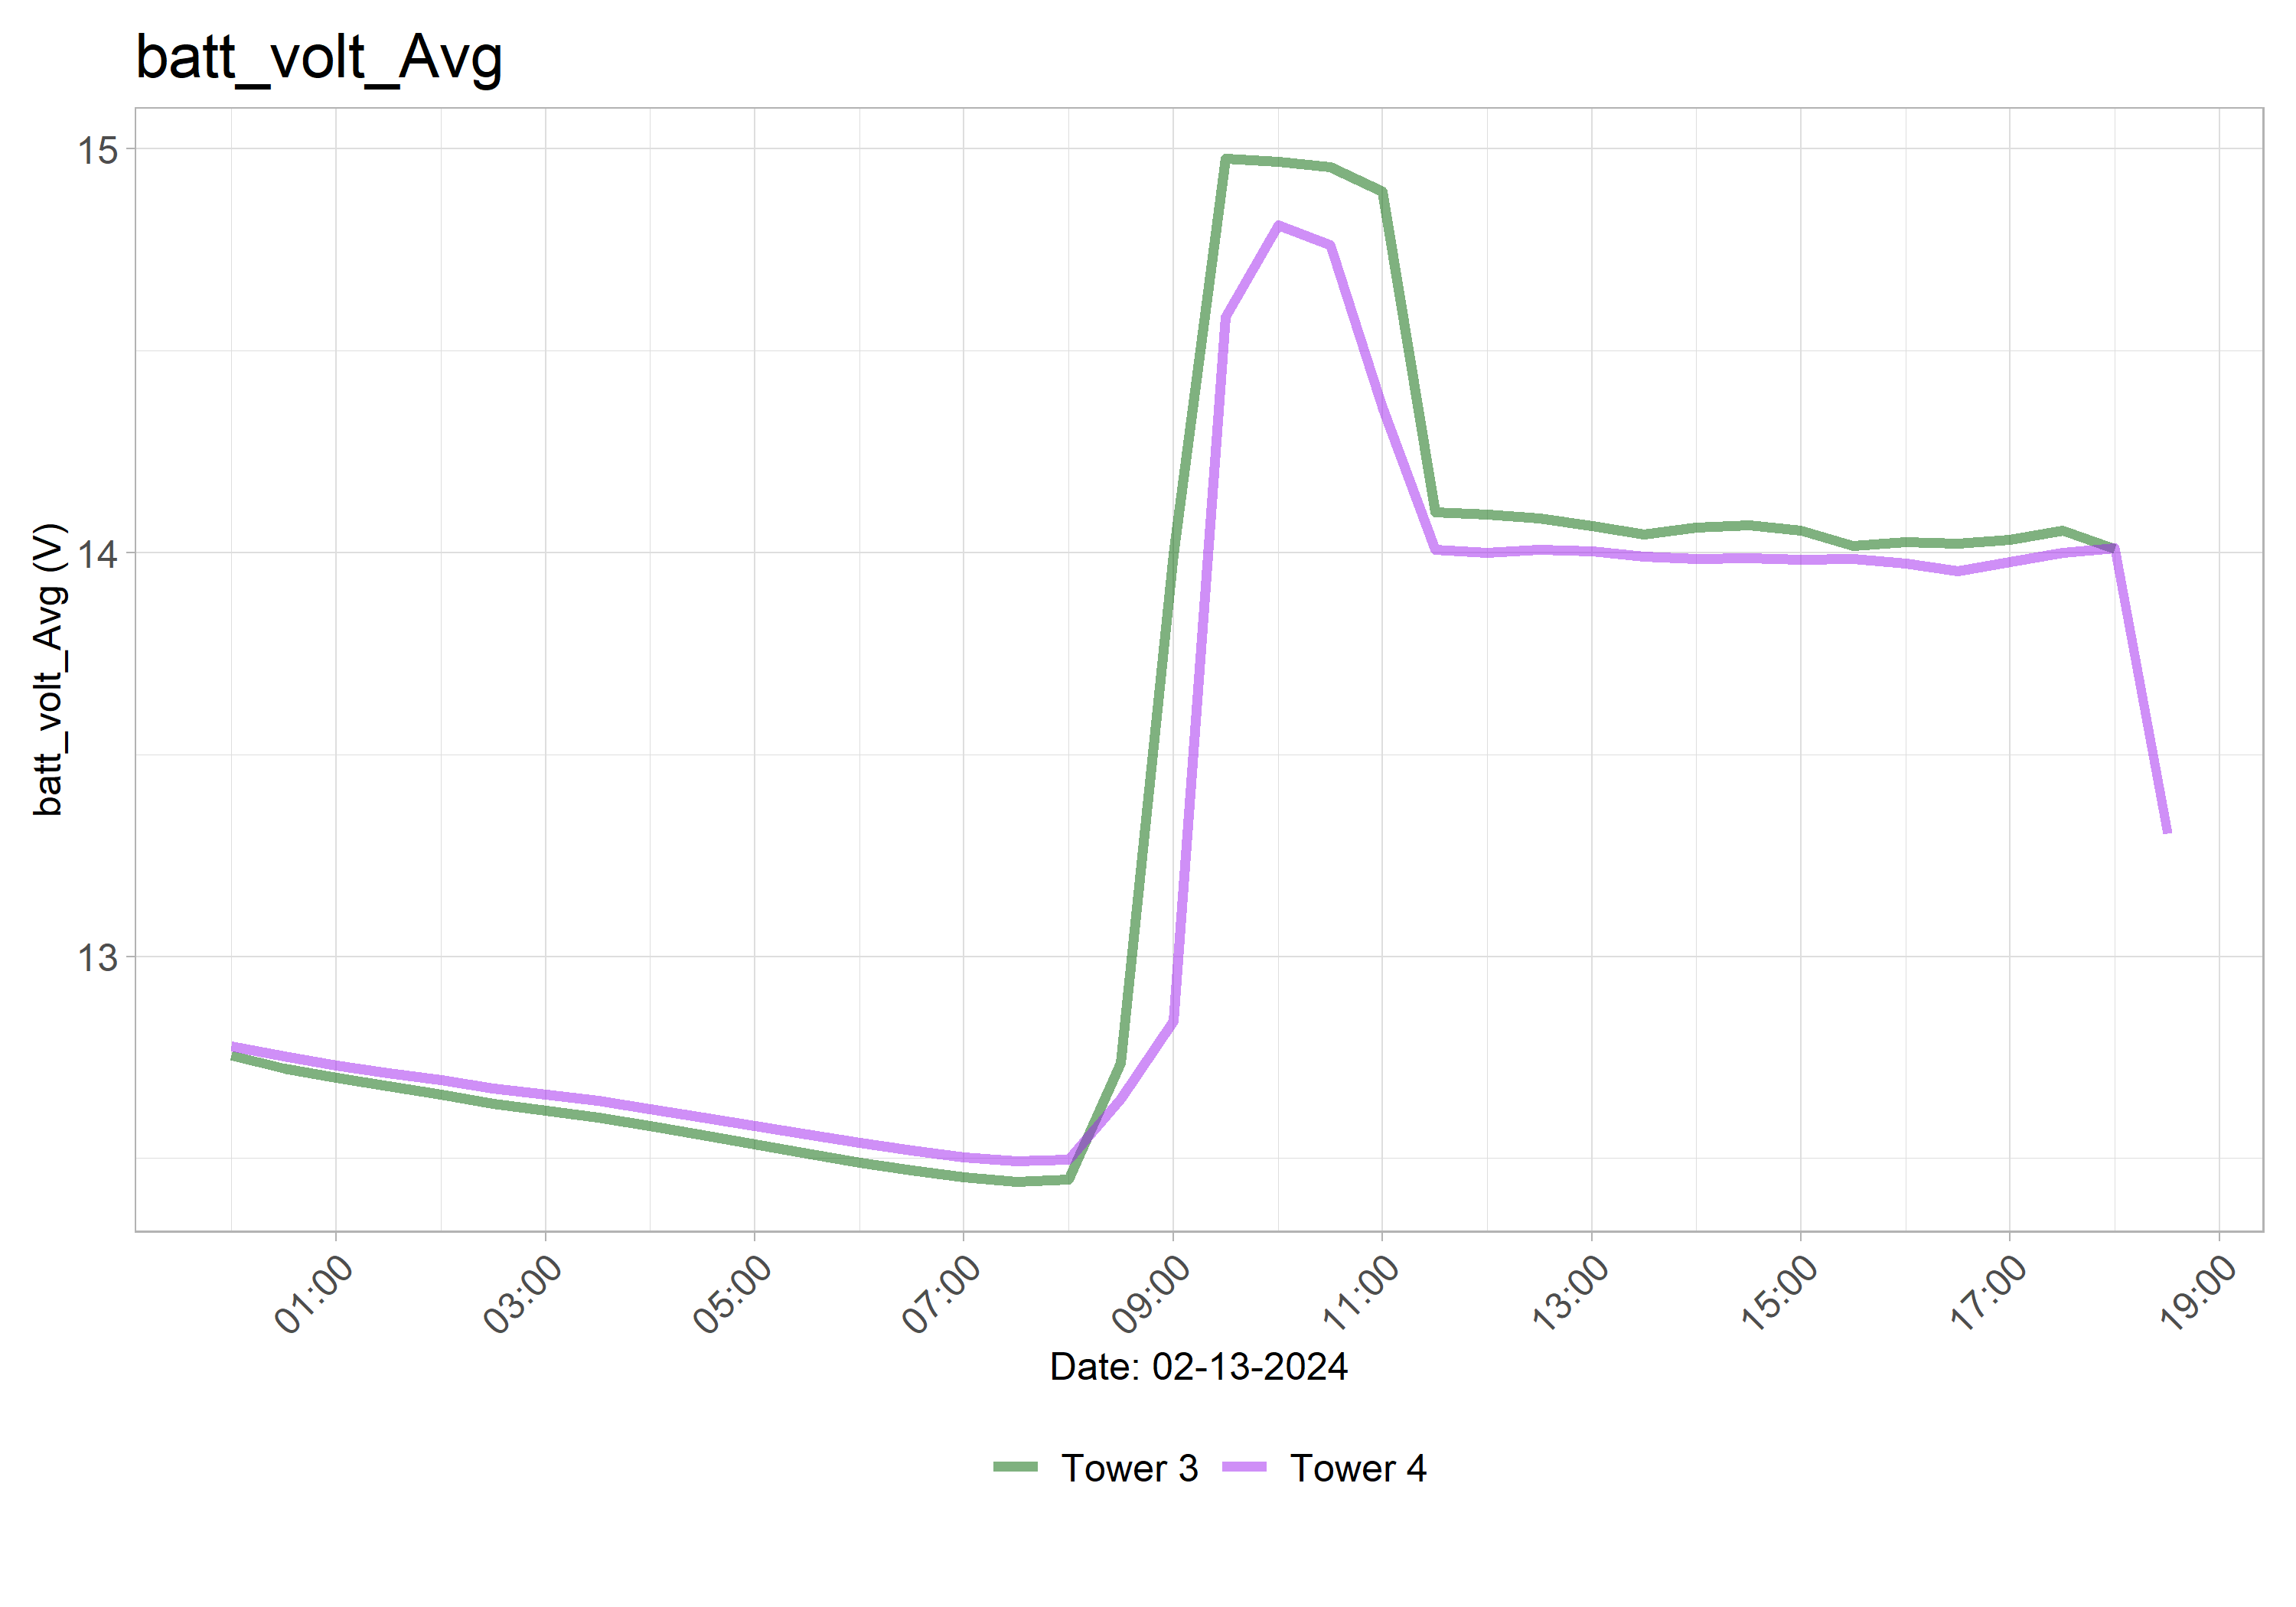 batt_volt_Avg
batt_volt_Avg (V)
15
14
13
01:00 03:00 05:00 07:00 09:00 11:00 13:00 15:00 17:00 19:00
Date: 02-13-2024
Tower 3 Tower 4